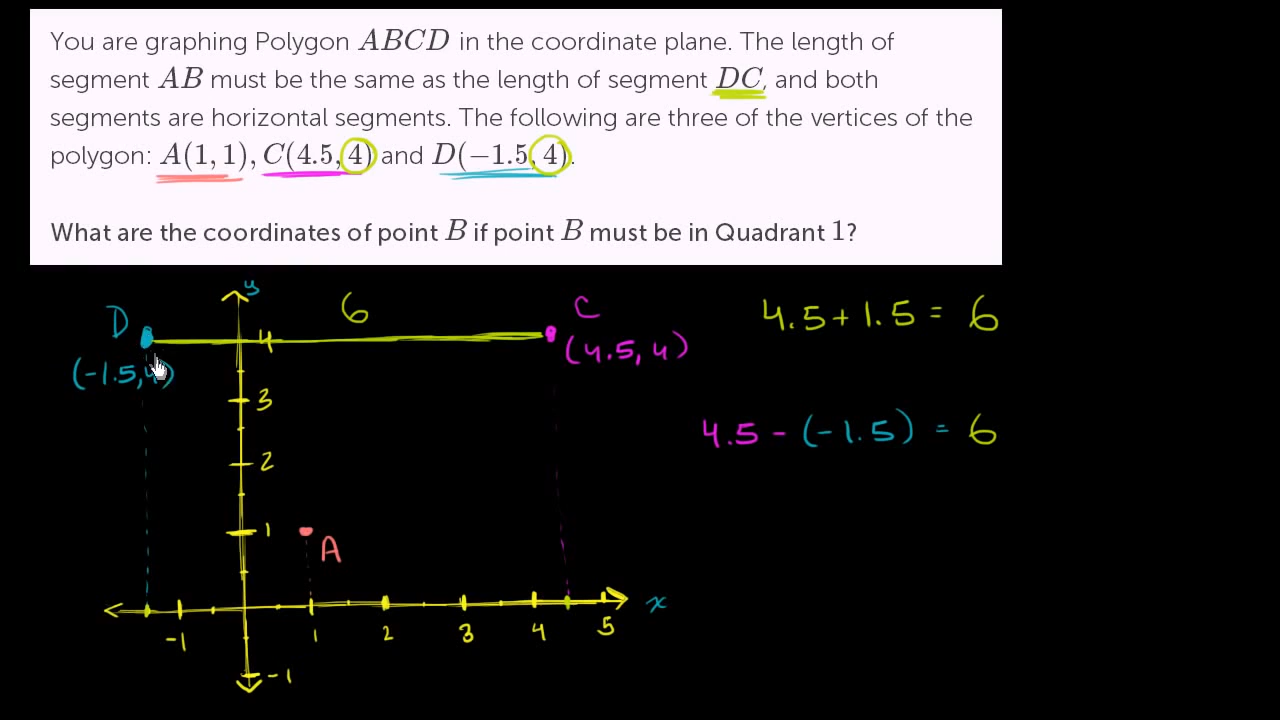 You are graphing Polygon ABCD in the coordinate plane. The length of
segment AB must be the same as the length of segment DC, and both
segments are horizontal segments. The following are three of the vertices of the
polygon: A(1, 1), C(4.5, 4) and D(−1.5, 4).
What are the coordinates of point B if point B must be in Quadrant 1?
y
D
6
C
4.5 + 1.5 = 6
4
(4.5, 4)
(-1.5, 4)
3
4.5 - (-1.5) = 6
2
1
A
x
-1 1 2 3 4 5
-1